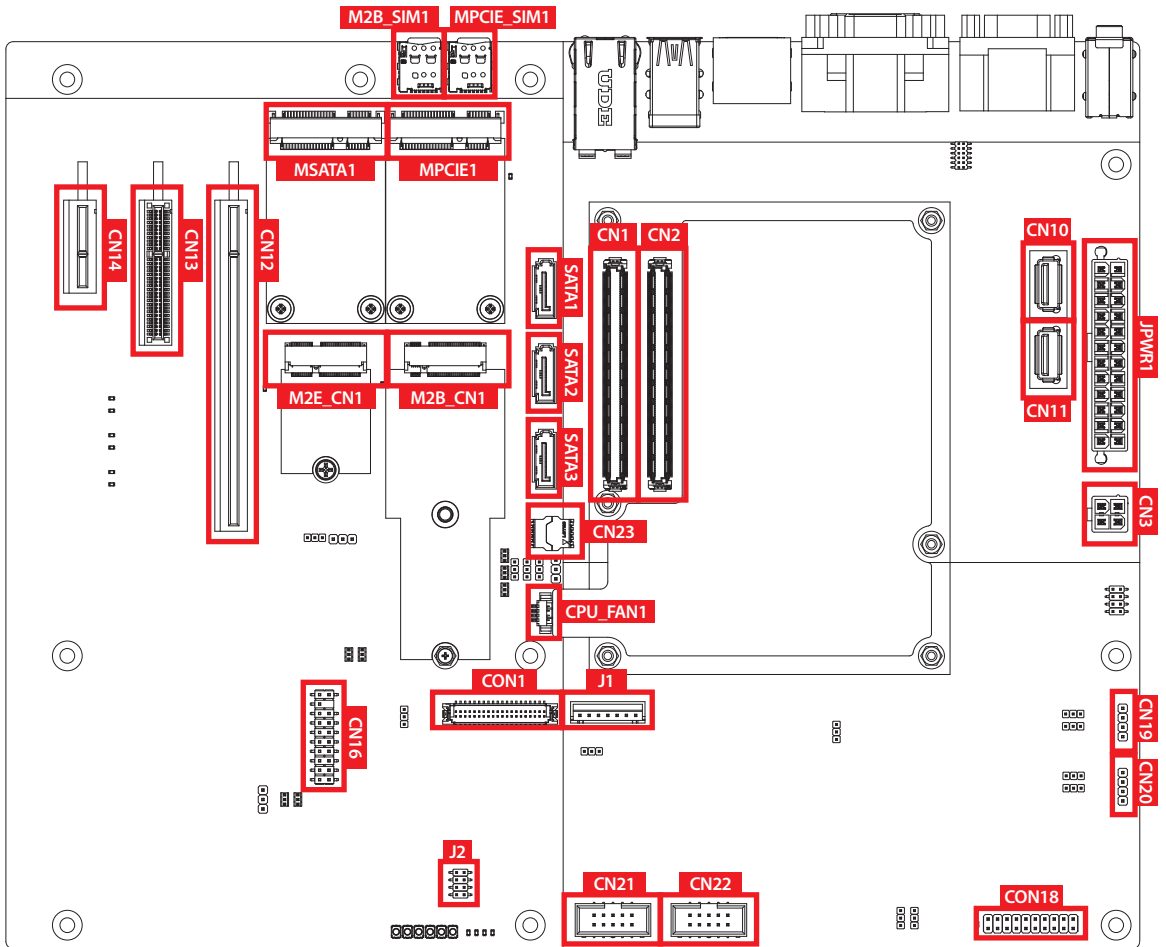 M2B_SIM1
MPCIE_SIM1
UDE
MSATA1
MPCIE1
CN14
CN13
CN12
CN1
CN2
CN10
SATA1
JPWR1
SATA2
CN11
M2E_CN1
M2B_CN1
SATA3
CN3
CN23
CPU_FAN1
CON1
J1
CN16
CN19
CN20
J2
CN21
CN22
CON18